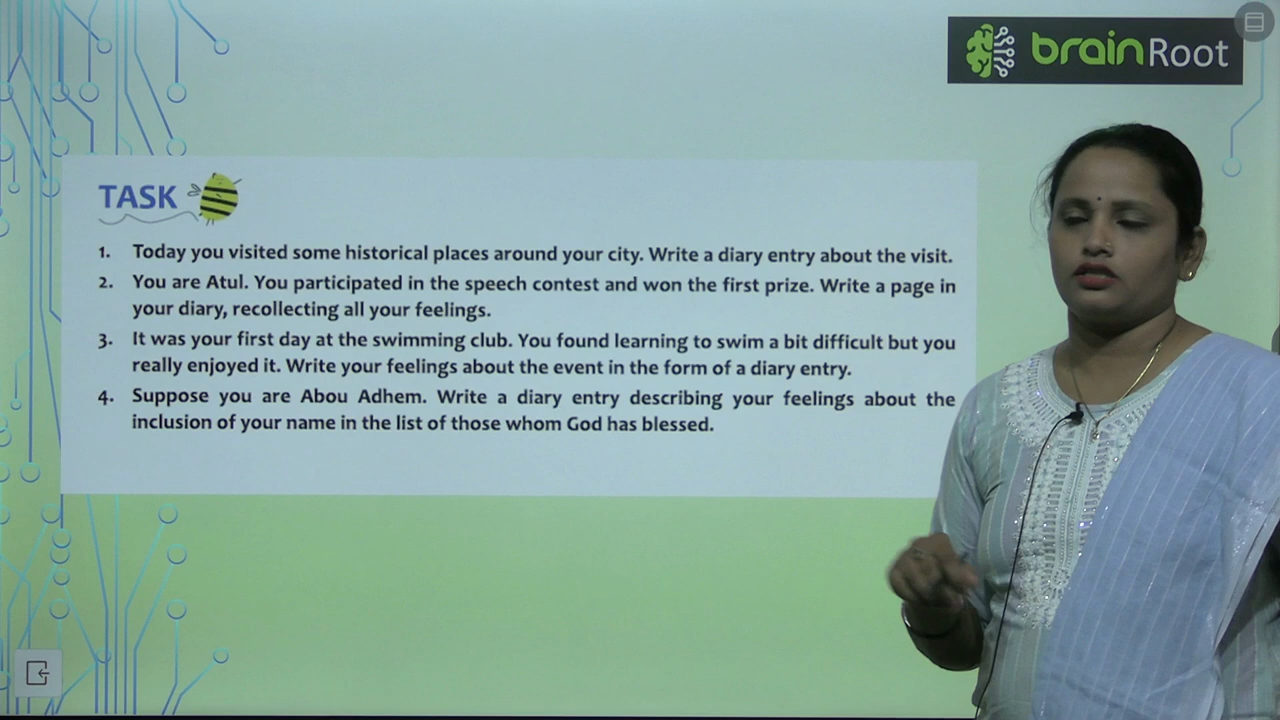 brainRoot
TASK
1. Today you visited some historical places around your city. Write a diary entry about the visit.
2. You are Atul. You participated in the speech contest and won the first prize. Write a page in
your diary, recollecting all your feelings.
3. It was your first day at the swimming club. You found learning to swim a bit difficult but you
really enjoyed it. Write your feelings about the event in the form of a diary entry.
4. Suppose you are Abou Adhem. Write a diary entry describing your feelings about the
inclusion of your name in the list of those whom God has blessed.